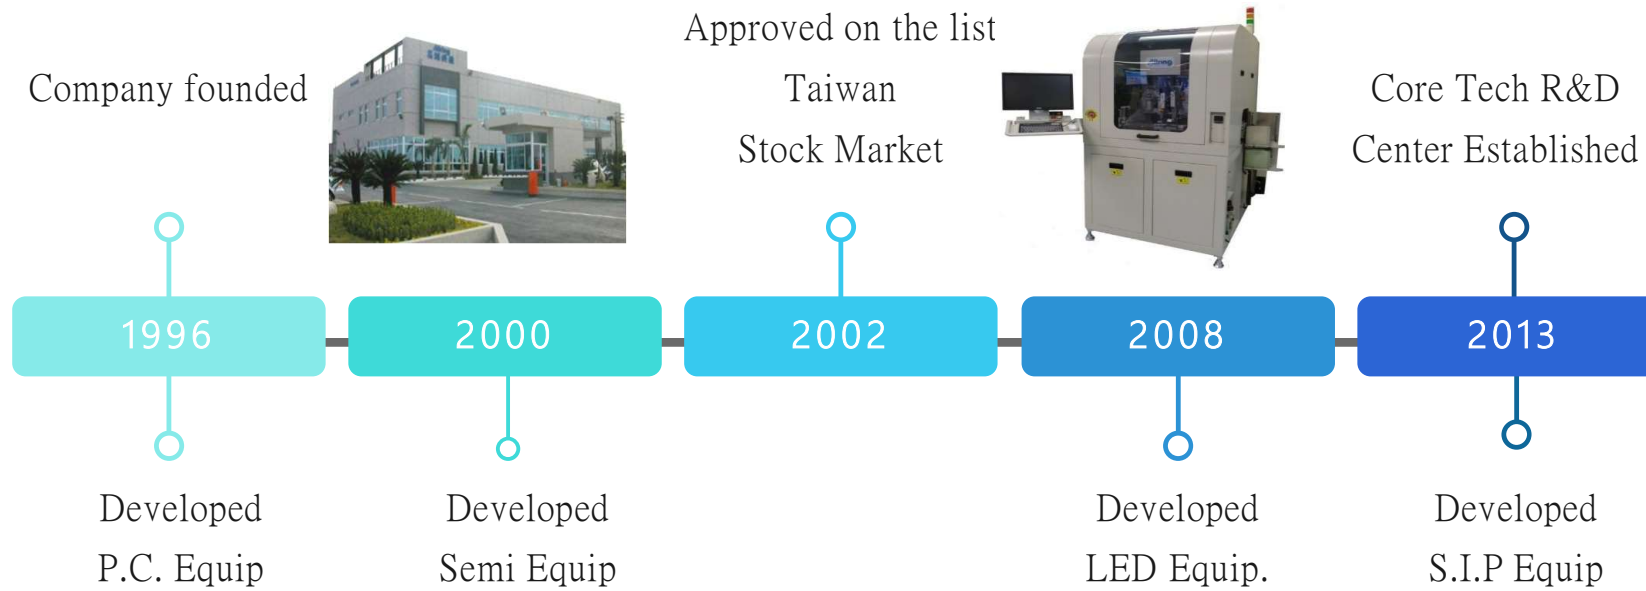 Company founded
Approved on the list
Taiwan
Stock Market
Core Tech R&D
Center Established
1996
2000
2002
2008
2013
Developed
P.C. Equip
Developed
Semi Equip
Developed
LED Equip.
Developed
S.I.P Equip